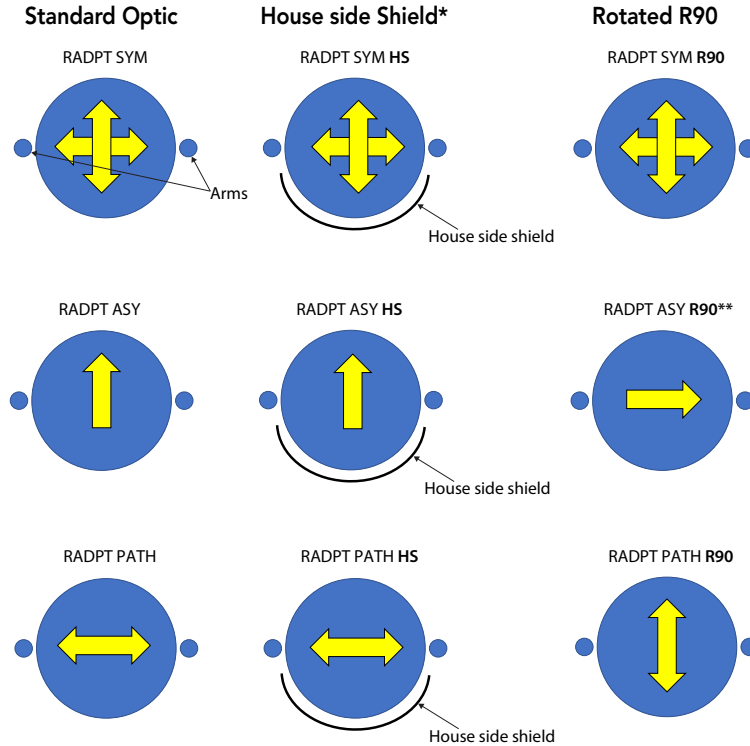 Standard Optic
House side Shield*
Rotated R90
RADPT SYM
RADPT SYM HS
RADPT SYM R90
Arms
House side shield
RADPT ASY
RADPT ASY HS
RADPT ASY R90**
House side shield
RADPT PATH
RADPT PATH HS
RADPT PATH R90
House side shield